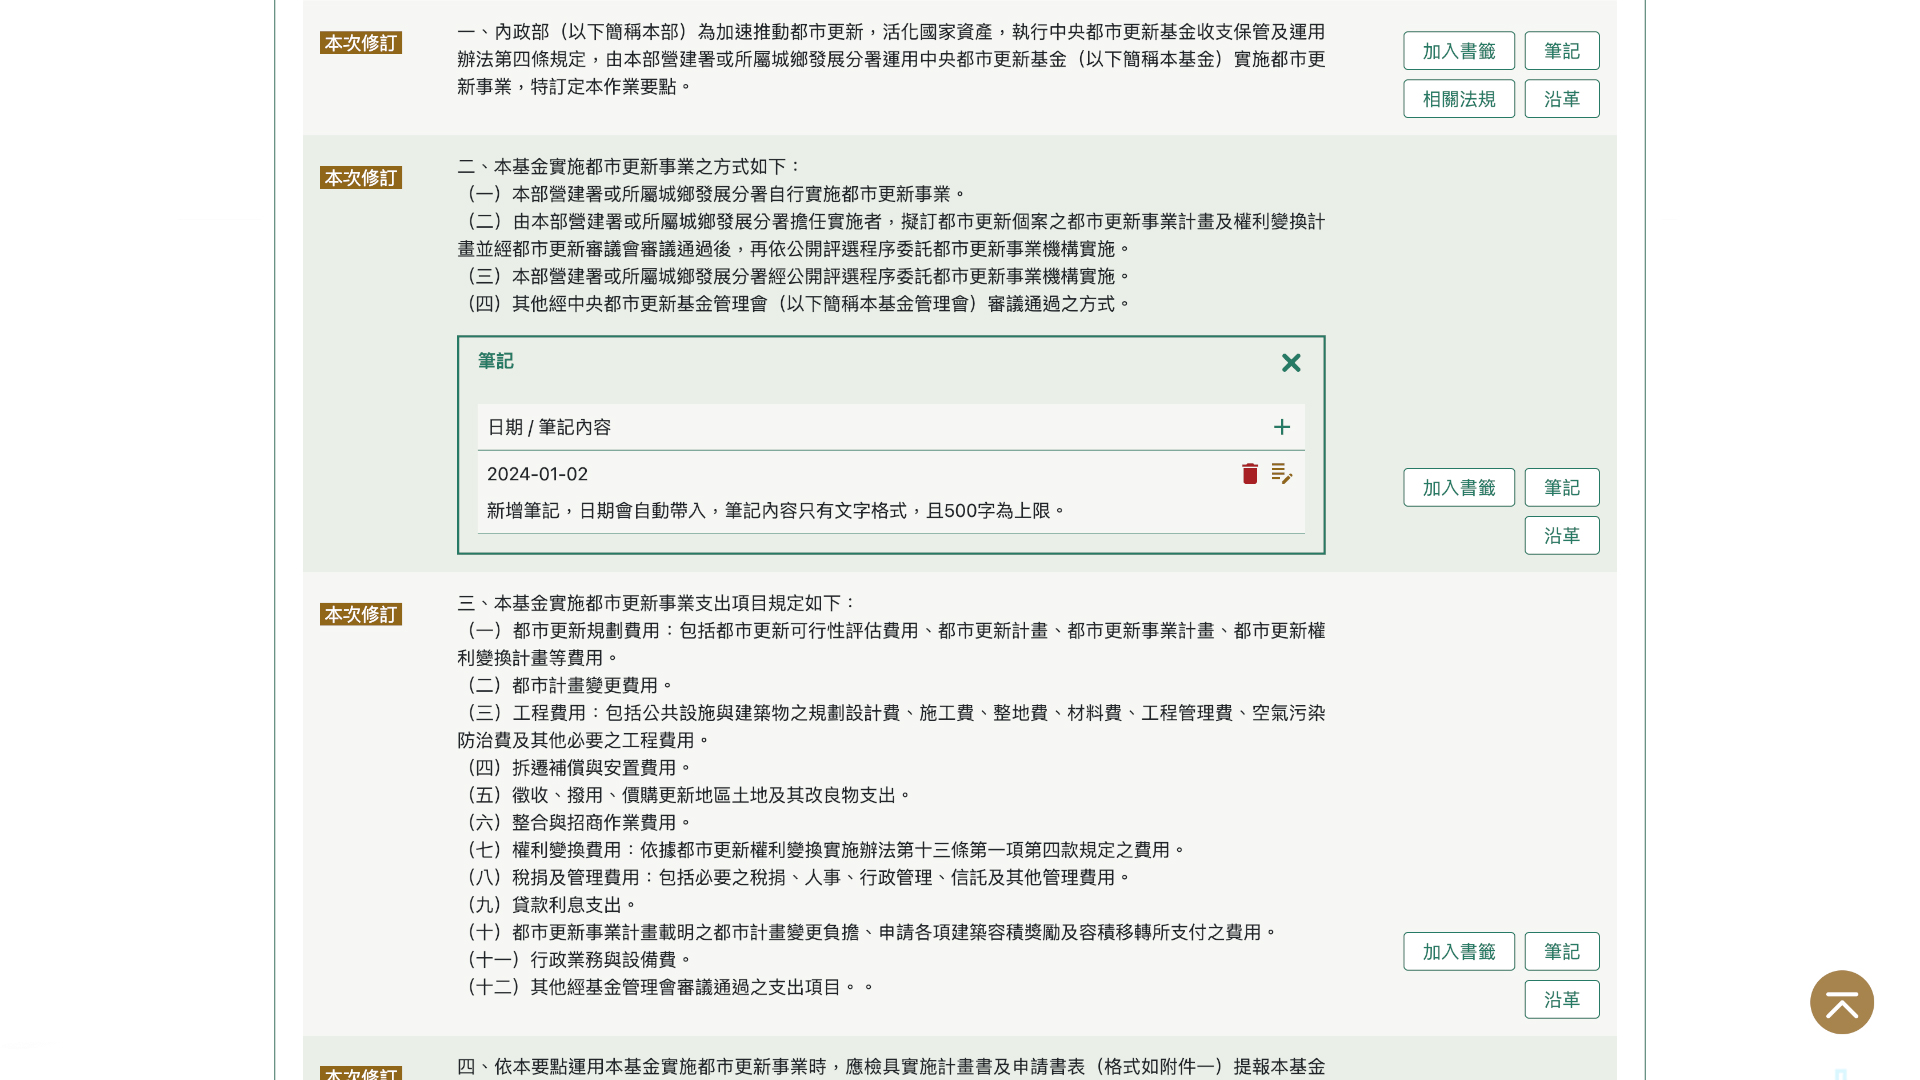 本次修訂
一、內政部（以下簡稱本部）為加速推動都市更新，活化國家資產，執行中央都市更新基金收支保管及運用
辦法第四條規定，由本部營建署或所屬城鄉發展分署運用中央都市更新基金（以下簡稱本基金）實施都市更
新事業，特訂定本作業要點。
加入書籤
筆記
相關法規
沿革
本次修訂
二、本基金實施都市更新事業之方式如下：
（一）本部營建署或所屬城鄉發展分署自行實施都市更新事業。
（二）由本部營建署或所屬城鄉發展分署擔任實施者，擬訂都市更新個案之都市更新事業計畫及權利變換計
畫並經都市更新審議會審議通過後，再依公開評選程序委託都市更新事業機構實施。
（三）本部營建署或所屬城鄉發展分署經公開評選程序委託都市更新事業機構實施。
（四）其他經中央都市更新基金管理會（以下簡稱本基金管理會）審議通過之方式。
筆記
日期 / 筆記內容
2024-01-02
新增筆記，日期會自動帶入，筆記內容只有文字格式，且500字為上限。
加入書籤
筆記
沿革
本次修訂
三、本基金實施都市更新事業支出項目規定如下：
（一）都市更新規劃費用：包括都市更新可行性評估費用、都市更新計畫、都市更新事業計畫、都市更新權
利變換計畫等費用。
（二）都市計畫變更費用。
（三）工程費用：包括公共設施與建築物之規劃設計費、施工費、整地費、材料費、工程管理費、空氣污染
防治費及其他必要之工程費用。
（四）拆遷補償與安置費用。
（五）徵收、撥用、價購更新地區土地及其改良物支出。
（六）整合與招商作業費用。
（七）權利變換費用：依據都市更新權利變換實施辦法第十三條第一項第四款規定之費用。
（八）稅捐及管理費用：包括必要之稅捐、人事、行政管理、信託及其他管理費用。
（九）貸款利息支出。
（十）都市更新事業計畫載明之都市計畫變更負擔、申請各項建築容積獎勵及容積移轉所支付之費用。
（十一）行政業務與設備費。
（十二）其他經基金管理會審議通過之支出項目。。
加入書籤
筆記
沿革
本次修訂
四、依本要點運用本基金實施都市更新事業時，應檢具實施計畫書及申請書表（格式如附件一）提報本基金